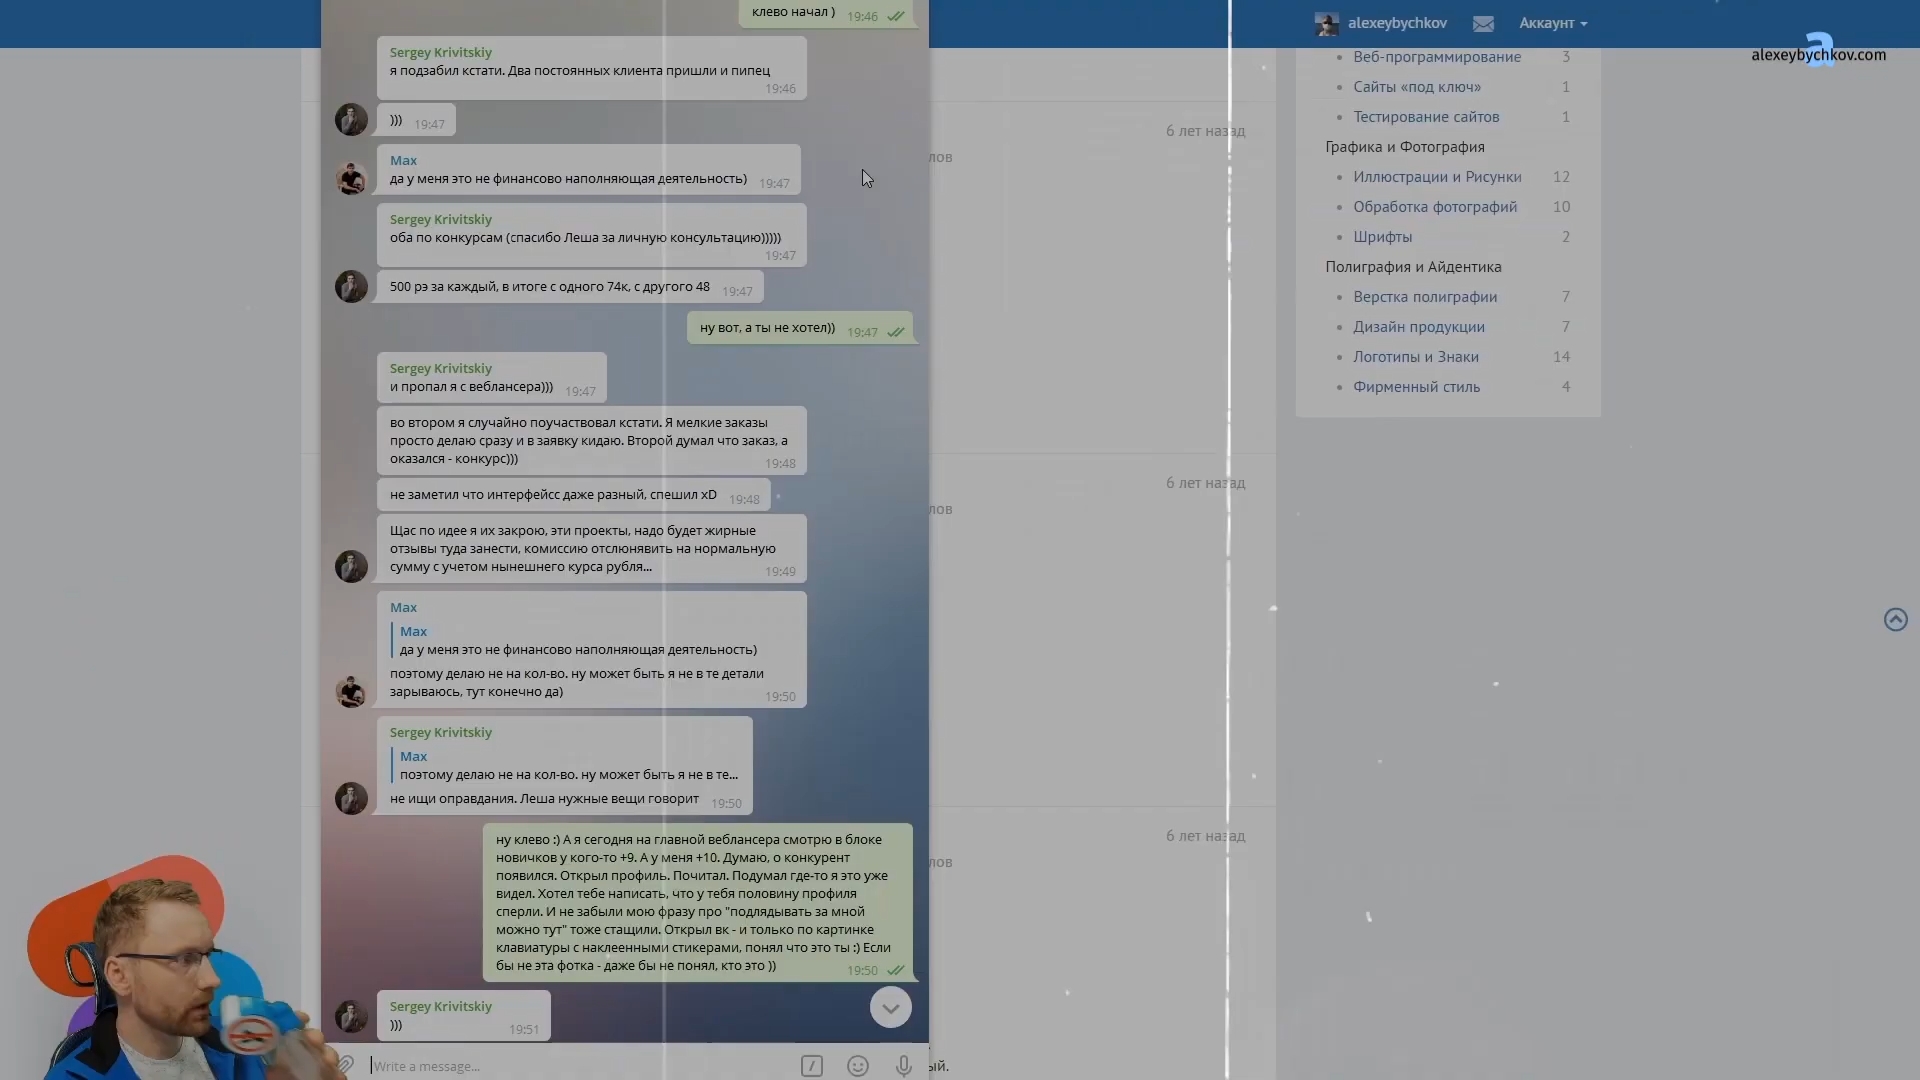 клево начал ) 19:46
Sergey Krivitskiy
я подзабил кстати. Два постоянных клиента пришли и пипец
19:46
))) 19:47
Max
да у меня это не финансово наполняющая деятельность) 19:47
Sergey Krivitskiy
оба по конкурсам (спасибо Леша за личную консультацию)))))
19:47
500 рэ за каждый, в итоге с одного 74к, с другого 48 19:47
ну вот, а ты не хотел)) 19:47
Sergey Krivitskiy
и пропал я с веблансера))) 19:47
во втором я случайно поучаствовал кстати. Я мелкие заказы
просто делаю сразу и в заявку кидаю. Второй думал что заказ, а
оказался - конкурс))) 19:48
не заметил что интерфейсс даже разный, спешил xD 19:48
Щас по идее я их закрою, эти проекты, надо будет жирные
отзывы туда занести, комиссию отслюнявить на нормальную
сумму с учетом нынешнего курса рубля... 19:49
Max
Max
да у меня это не финансово наполняющая деятельность)
поэтому делаю не на кол-во. ну может быть я не в те детали
зарываюсь, тут конечно да) 19:50
Sergey Krivitskiy
Max
поэтому делаю не на кол-во. ну может быть я не в те...
не ищи оправдания. Леша нужные вещи говорит 19:50
ну клево :) А я сегодня на главной веблансера смотрю в блоке
новичков у кого-то +9. А у меня +10. Думаю, о конкурент
появился. Открыл профиль. Почитал. Подумал где-то я это уже
видел. Хотел тебе написать, что у тебя половину профиля
сперли. И не забыли мою фразу про "подлядывать за мной
можно тут" тоже стащили. Открыл вк - и только по картинке
клавиатуры с наклеенными стикерами, понял что это ты :) Если
бы не эта фотка - даже бы не понял, кто это )) 19:50
Sergey Krivitskiy
))) 19:51
Write a message...
ый.
6 лет назад
лов
6 лет назад
лов
6 лет назад
лов
alexeybychkov Аккаунт
alexeybychkov.com
Веб-программирование 3
Сайты «под ключ» 1
Тестирование сайтов 1
Графика и Фотография
Иллюстрации и Рисунки 12
Обработка фотографий 10
Шрифты 2
Полиграфия и Айдентика
Верстка полиграфии 7
Дизайн продукции 7
Логотипы и Знаки 14
Фирменный стиль 4